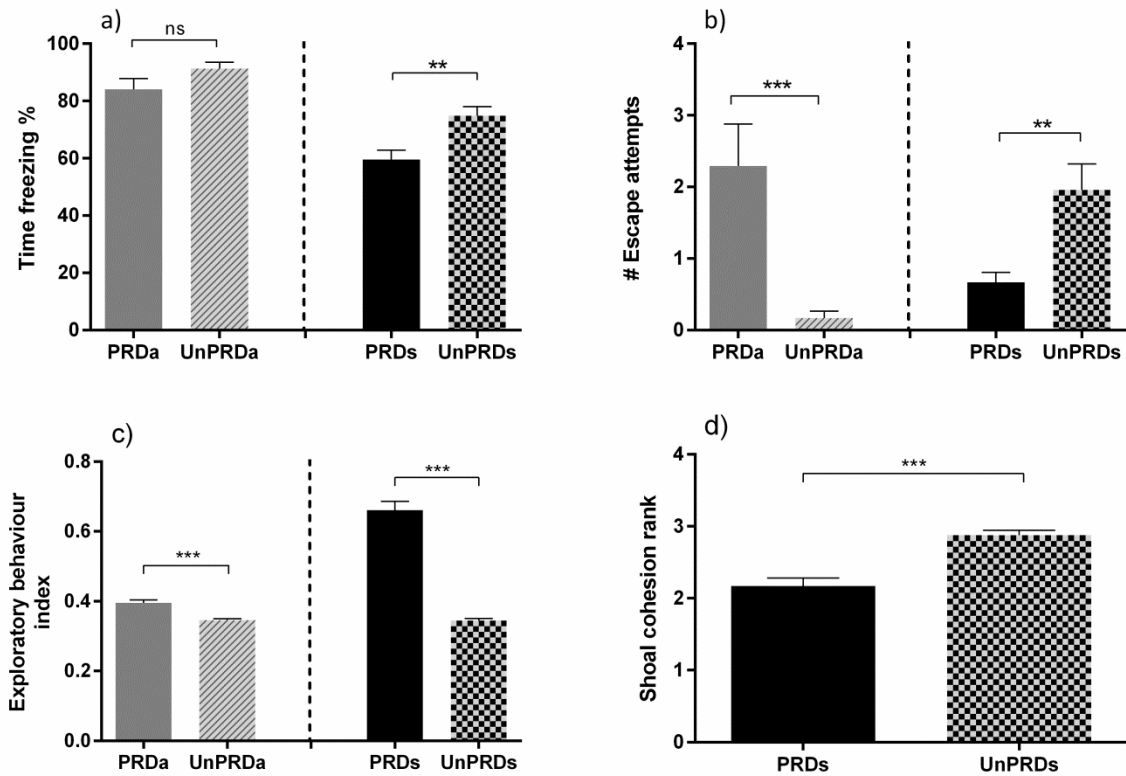 a)
Time freezing %
100
80
60
40
20
0
ns
**
PRDa
UnPRDa
PRDs
UnPRDs
b)
# Escape attempts
4
3
2
1
0
***
**
PRDa
UnPRDa
PRDs
UnPRDs
c)
Exploratory behaviour
index
0.8
0.6
0.4
0.2
0.0
***
***
PRDa
UnPRDa
PRDs
UnPRDs
d)
Shoal cohesion rank
4
3
2
1
0
***
PRDs
UnPRDs